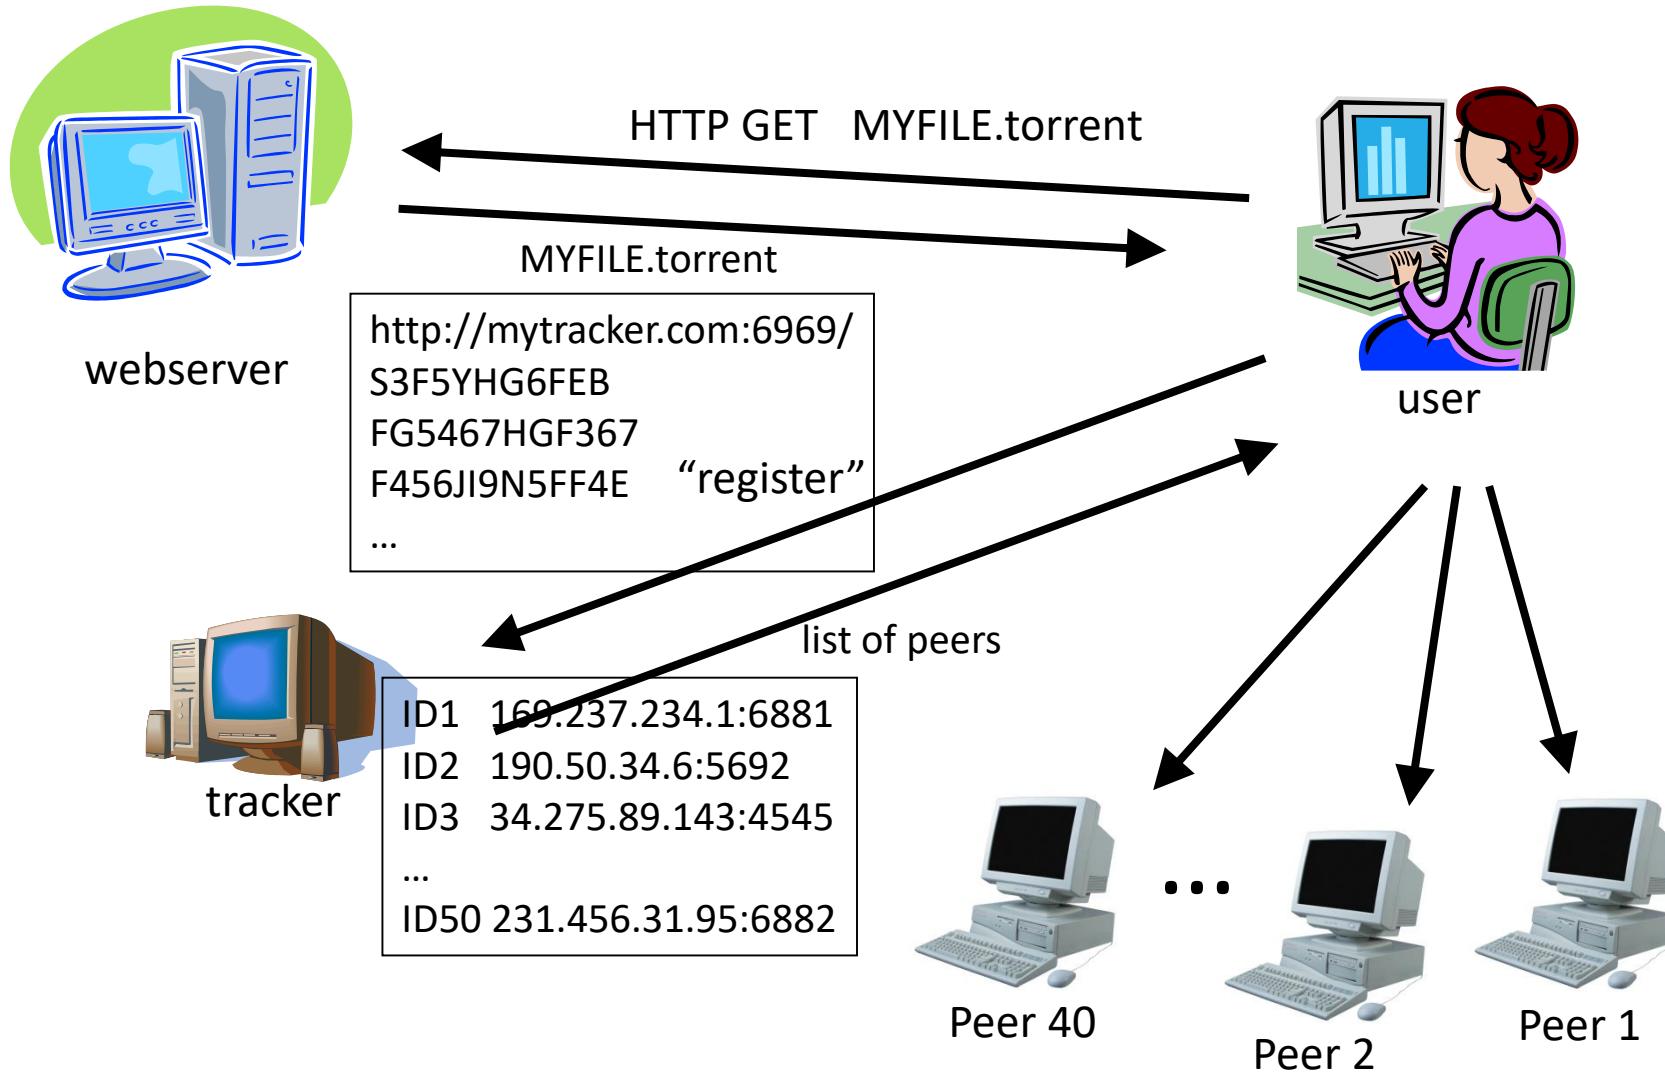 HTTP GET   MYFILE.torrent
MYFILE.torrent
webserver
http://mytracker.com:6969/
S3F5YHG6FEB
FG5467HGF367
F456JI9N5FF4E
...
"register"
user
list of peers
tracker
ID1   169.237.234.1:6881
ID2   190.50.34.6:5692
ID3   34.275.89.143:4545
...
ID50 231.456.31.95:6882
...
Peer 40
Peer 2
Peer 1